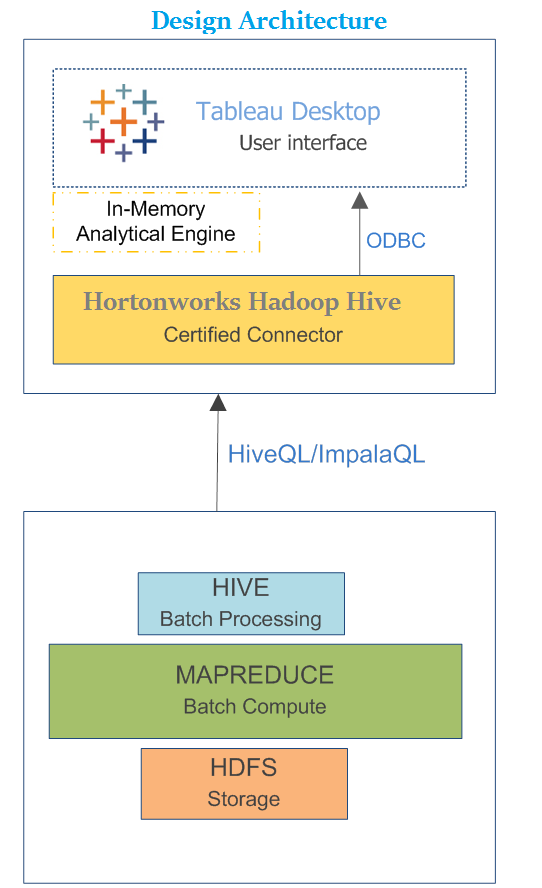 Design Architecture
Tableau Desktop
User interface
In-Memory
Analytical Engine
ODBC
Hortonworks Hadoop Hive
Certified Connector
HiveQL/ImpalaQL
HIVE
Batch Processing
MAPREDUCE
Batch Compute
HDFS
Storage